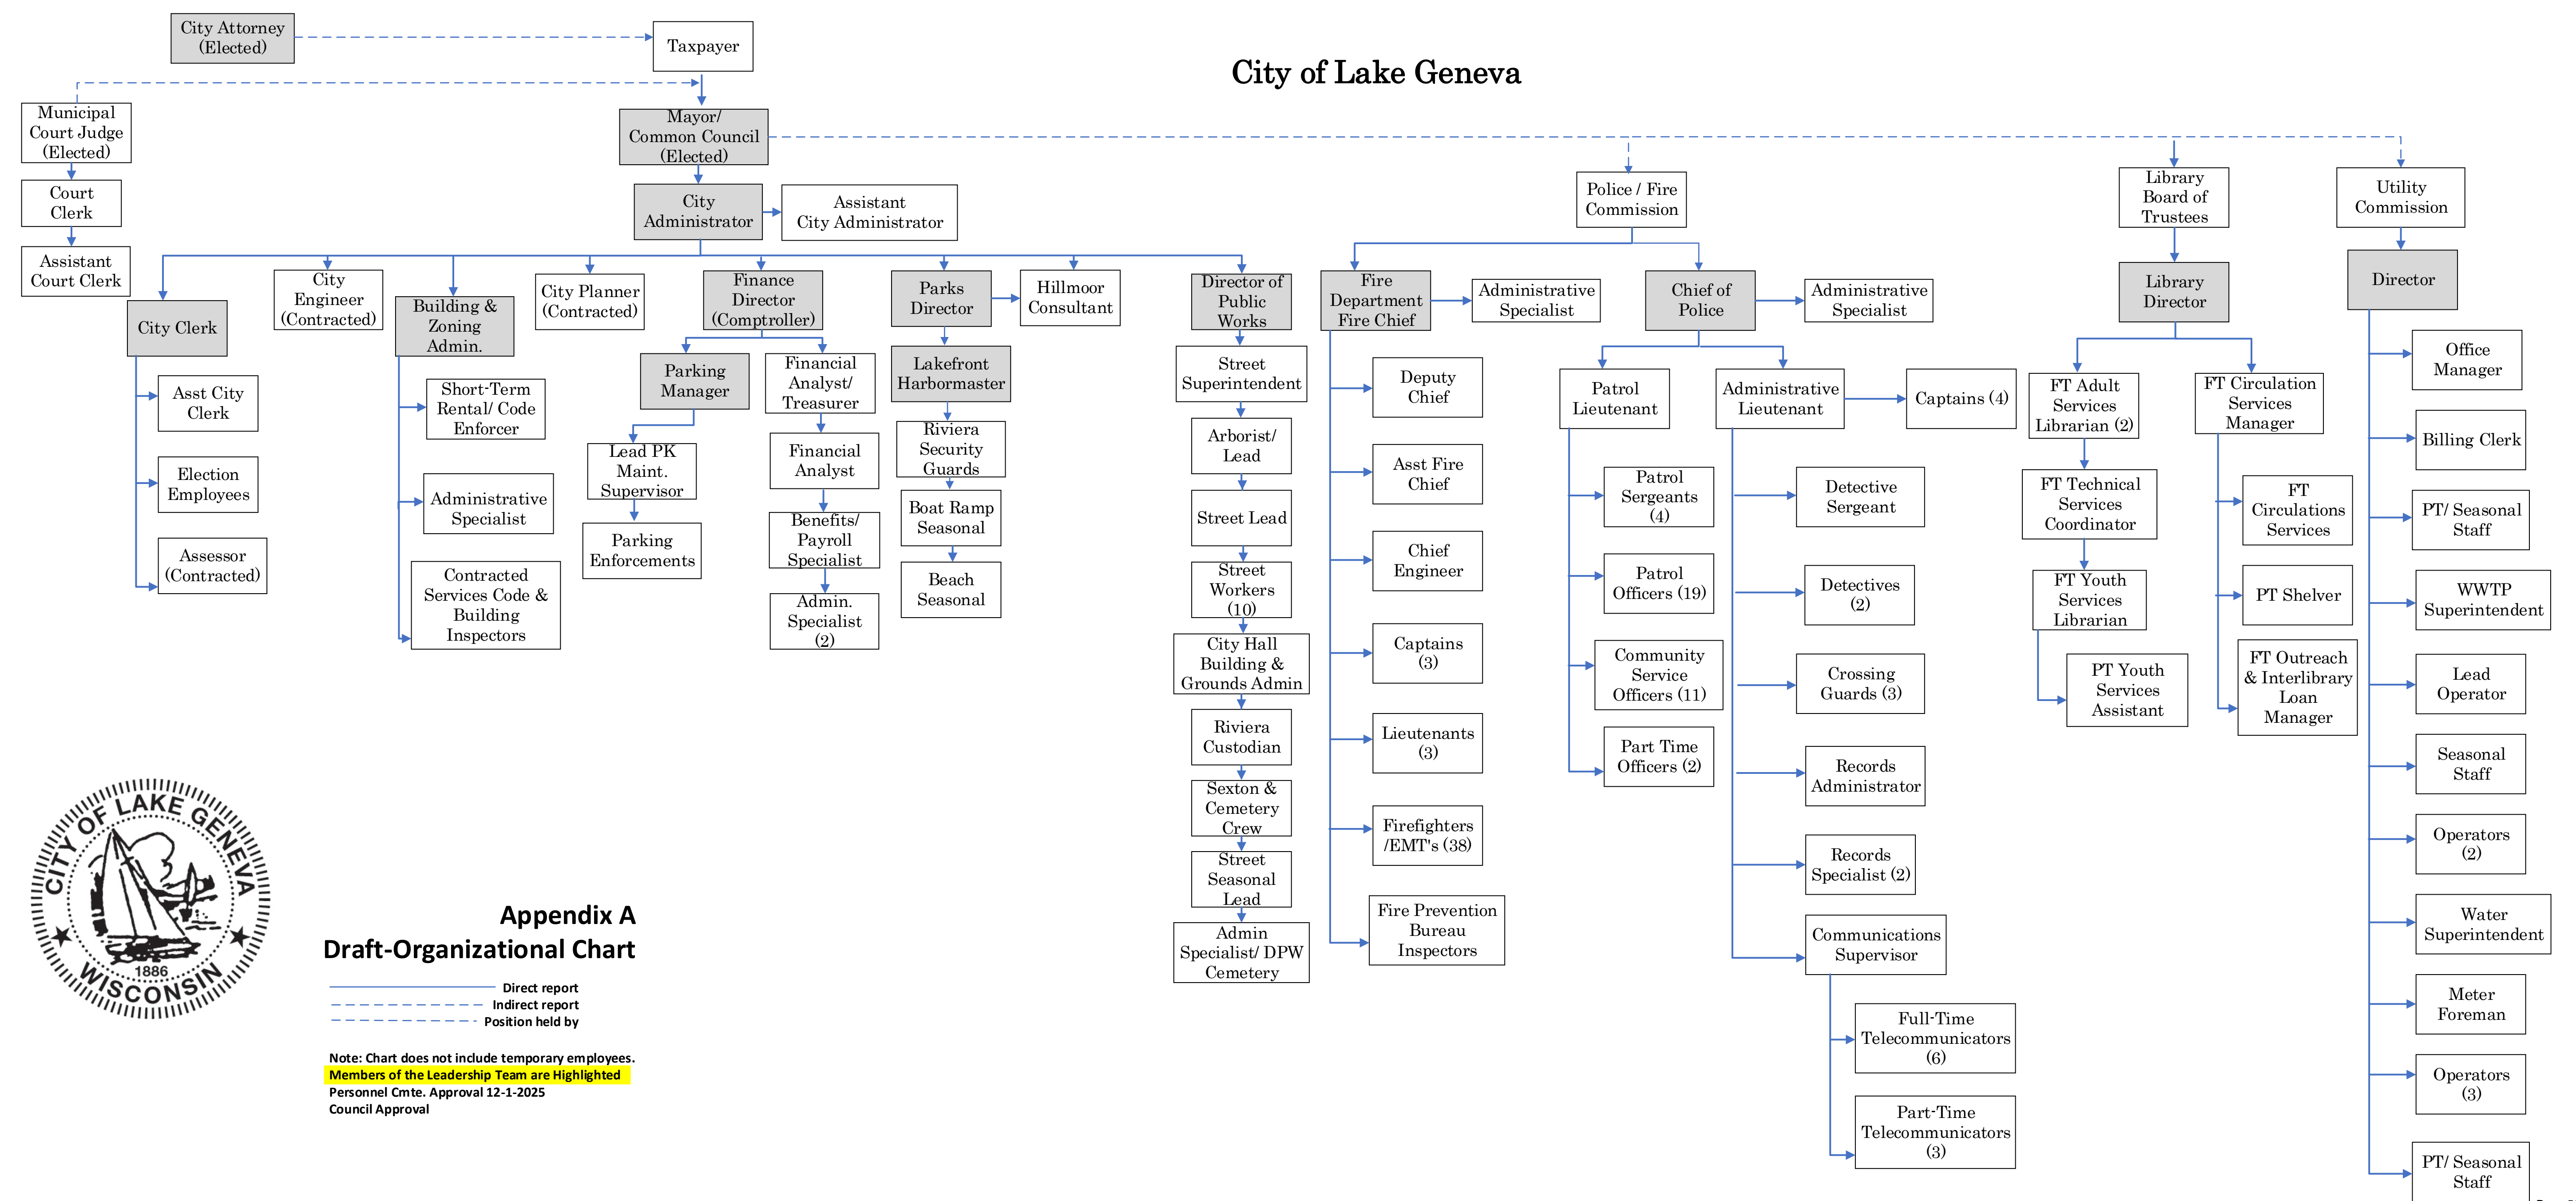 City of Lake Geneva
City Attorney
(Elected)
Taxpayer
Municipal
Court Judge
(Elected)
Court
Clerk
Assistant
Court Clerk
Mayor/
Common Council
(Elected)
City
Administrator
Assistant
City Administrator
City Clerk
Asst City
Clerk
Election
Employees
Assessor
(Contracted)
City
Engineer
(Contracted)
Building &
Zoning
Admin.
Short-Term
Rental/ Code
Enforcer
Administrative
Specialist
Contracted
Services Code &
Building
Inspectors
City Planner
(Contracted)
Finance
Director
(Comptroller)
Parking
Manager
Lead PK
Maint.
Supervisor
Parking
Enforcements
Financial
Analyst/
Treasurer
Financial
Analyst
Benefits/
Payroll
Specialist
Admin.
Specialist
(2)
Parks
Director
Hillmoor
Consultant
Lakefront
Harbormaster
Riviera
Security
Guards
Boat Ramp
Seasonal
Beach
Seasonal
Director of
Public
Works
Street
Superintendent
Arborist/
Lead
Street Lead
Street
Workers
(10)
City Hall
Building &
Grounds Admin
Riviera
Custodian
Sexton &
Cemetery
Crew
Street
Seasonal
Lead
Admin
Specialist/ DPW
Cemetery
Police / Fire
Commission
Fire
Department
Fire Chief
Administrative
Specialist
Deputy
Chief
Asst Fire
Chief
Chief
Engineer
Captains
(3)
Lieutenants
(3)
Firefighters
/EMT's (38)
Fire Prevention
Bureau
Inspectors
Chief of
Police
Administrative
Specialist
Patrol
Lieutenant
Patrol
Sergeants
(4)
Patrol
Officers (19)
Community
Service
Officers (11)
Part Time
Officers (2)
Administrative
Lieutenant
Captains (4)
Detective
Sergeant
Detectives
(2)
Crossing
Guards (3)
Records
Administrator
Records
Specialist (2)
Communications
Supervisor
Full-Time
Telecommunicators
(6)
Part-Time
Telecommunicators
(3)
Library
Board of
Trustees
Library
Director
FT Adult
Services
Librarian (2)
FT Technical
Services
Coordinator
FT Youth
Services
Librarian
PT Youth
Services
Assistant
FT Circulation
Services
Manager
FT
Circulations
Services
PT Shelver
FT Outreach
& Interlibrary
Loan
Manager
Utility
Commission
Director
Office
Manager
Billing Clerk
PT/ Seasonal
Staff
WWTP
Superintendent
Lead
Operator
Seasonal
Staff
Operators
(2)
Water
Superintendent
Meter
Foreman
Operators
(3)
PT/ Seasonal
Staff
CITY OF LAKE GENEVA
1886
WISCONSIN
Appendix A
Draft-Organizational Chart
Direct report
Indirect report
Position held by
Note: Chart does not include temporary employees.
Members of the Leadership Team are Highlighted
Personnel Cmte. Approval 12-1-2025
Council Approval